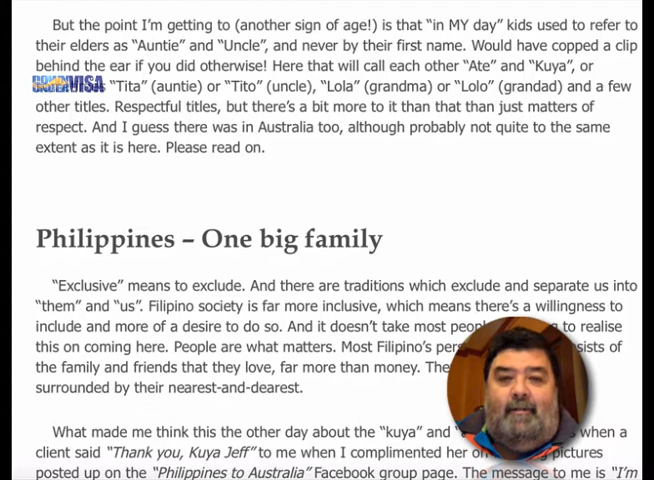 But the point I’m getting to (another sign of age!) is that “in MY day” kids used to refer to
their elders as “Auntie” and “Uncle”, and never by their first name. Would have copped a clip
behind the ear if you did otherwise! Here that will call each other “Ate” and “Kuya”, or
VISA “Tita” (auntie) or “Tito” (uncle), “Lola” (grandma) or “Lolo” (grandad) and a few
other titles. Respectful titles, but there’s a bit more to it than that than just matters of
respect. And I guess there was in Australia too, although probably not quite to the same
extent as it is here. Please read on.
Philippines – One big family
“Exclusive” means to exclude. And there are traditions which exclude and separate us into
“them” and “us”. Filipino society is far more inclusive, which means there’s a willingness to
include and more of a desire to do so. And it doesn’t take most to realise
this on coming here. People are what matters. Most Filipino’s of
the family and friends that they love, far more than money.
surrounded by their nearest-and-dearest.
What made me think this the other day about the “kuya” and when a
client said “Thank you, Kuya Jeff” to me when I complimented her pictures
posted up on the “Philippines to Australia” Facebook group page. The message to me is “I’m